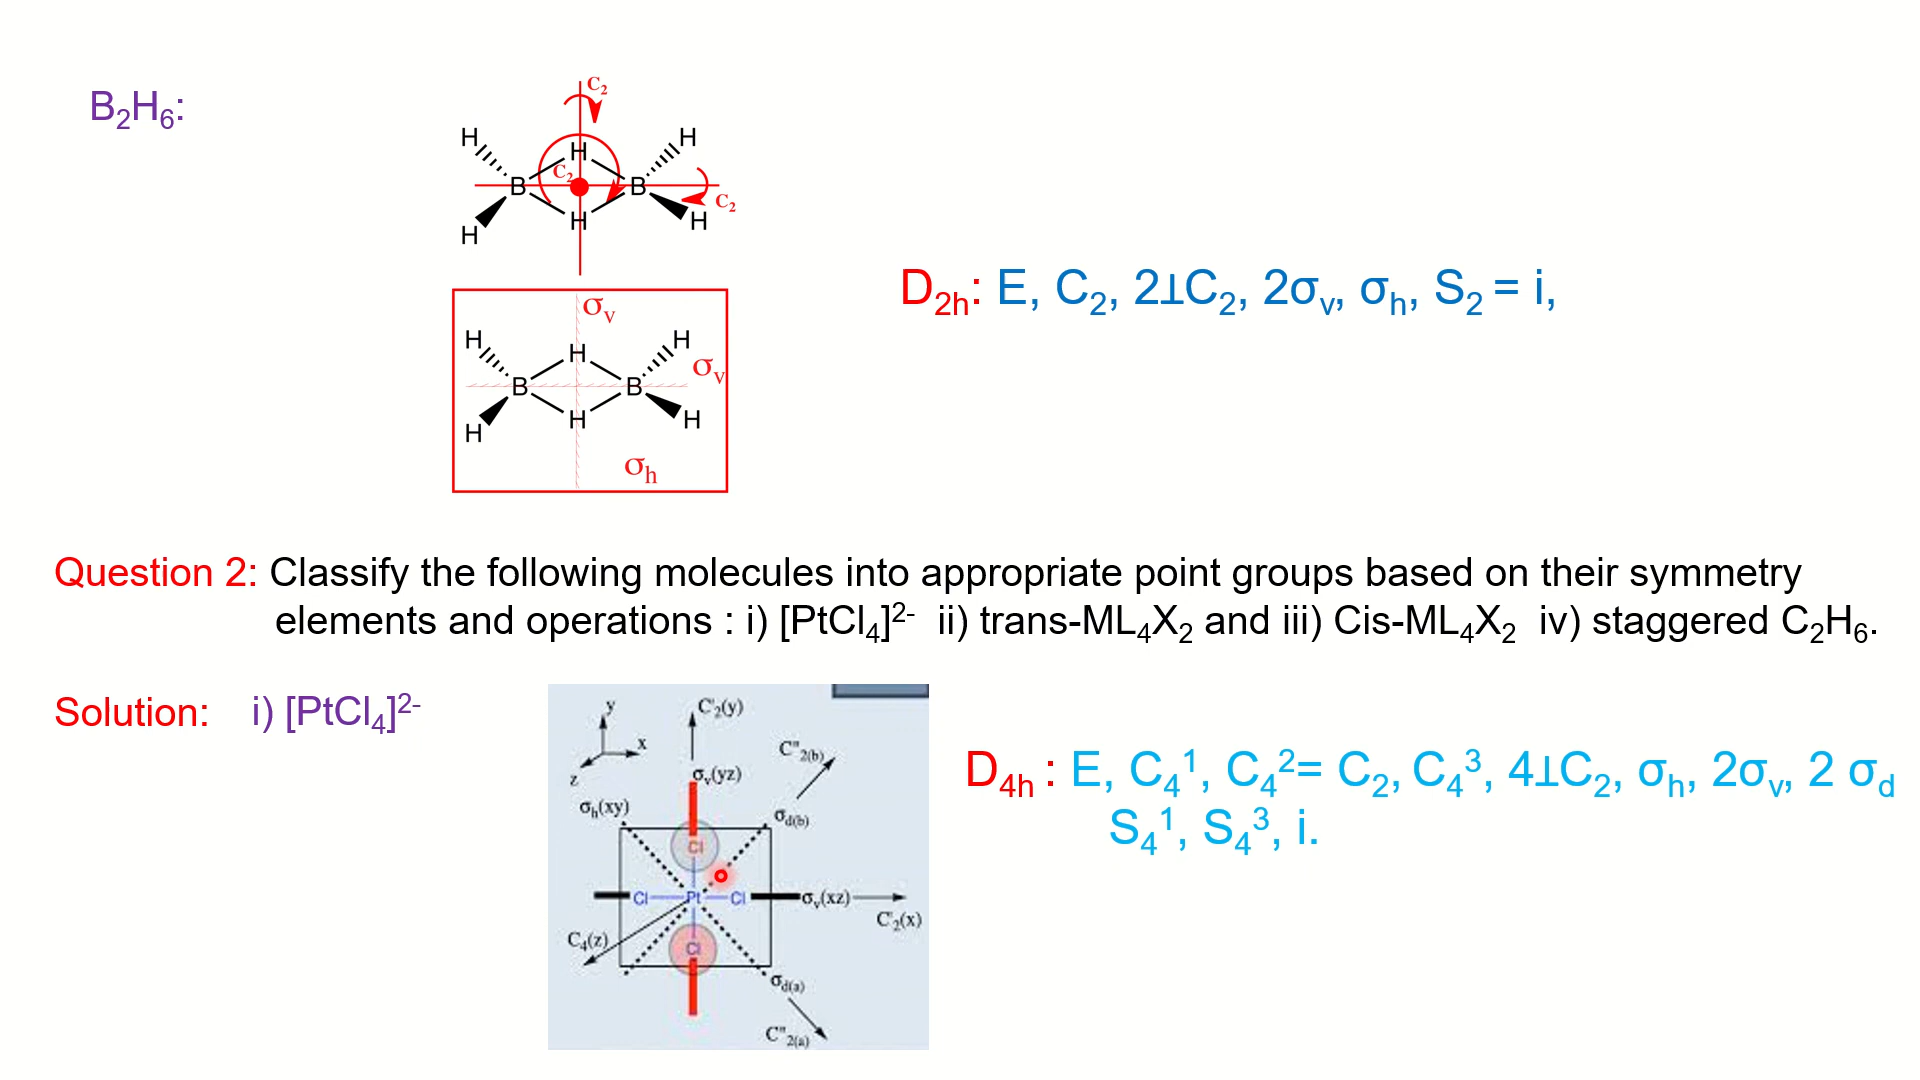 B₂H₆:
C₂
H H
H
B C₂ B
C₂
H H
H
σᵥ
H H
H
σᵥ
B B
H
H H
σₕ
D₂ₕ: E, C₂, 2⊥C₂, 2σᵥ, σₕ, S₂ = i,
Question 2: Classify the following molecules into appropriate point groups based on their symmetry
elements and operations : i) [PtCl₄]²⁻ ii) trans-ML₄X₂ and iii) Cis-ML₄X₂ iv) staggered C₂H₆.
Solution: i) [PtCl₄]²⁻
y
C'₂(y)
x
C"₂(b)
z
σᵥ(yz)
σₕ(xy)
σd(b)
Cl
Cl Pt Cl σᵥ(xz)
C'₂(x)
C₄(z)
Cl
σd(a)
C"₂(a)
D₄ₕ : E, C₄¹, C₄²= C₂, C₄³, 4⊥C₂, σₕ, 2σᵥ, 2 σd
S₄¹, S₄³, i.